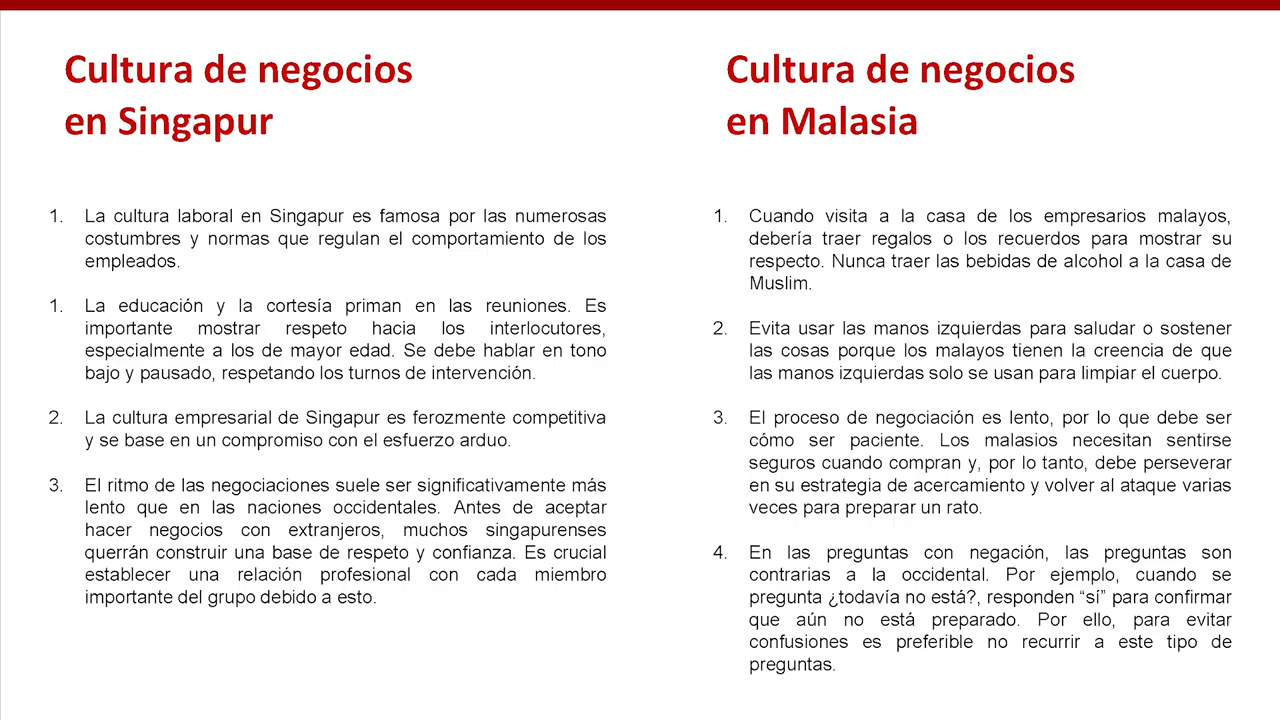 Cultura de negocios
en Singapur
1. La cultura laboral en Singapur es famosa por las numerosas
costumbres y normas que regulan el comportamiento de los
empleados.
1. La educación y la cortesía priman en las reuniones. Es
importante mostrar respeto hacia los interlocutores,
especialmente a los de mayor edad. Se debe hablar en tono
bajo y pausado, respetando los turnos de intervención.
2. La cultura empresarial de Singapur es ferozmente competitiva
y se base en un compromiso con el esfuerzo arduo.
3. El ritmo de las negociaciones suele ser significativamente más
lento que en las naciones occidentales. Antes de aceptar
hacer negocios con extranjeros, muchos singapurenses
querrán construir una base de respeto y confianza. Es crucial
establecer una relación profesional con cada miembro
importante del grupo debido a esto.
Cultura de negocios
en Malasia
1. Cuando visita a la casa de los empresarios malayos,
debería traer regalos o los recuerdos para mostrar su
respecto. Nunca traer las bebidas de alcohol a la casa de
Muslim.
2. Evita usar las manos izquierdas para saludar o sostener
las cosas porque los malayos tienen la creencia de que
las manos izquierdas solo se usan para limpiar el cuerpo.
3. El proceso de negociación es lento, por lo que debe ser
cómo ser paciente. Los malasios necesitan sentirse
seguros cuando compran y, por lo tanto, debe perseverar
en su estrategia de acercamiento y volver al ataque varias
veces para preparar un rato.
4. En las preguntas con negación, las preguntas son
contrarias a la occidental. Por ejemplo, cuando se
pregunta ¿todavía no está?, responden “sí” para confirmar
que aún no está preparado. Por ello, para evitar
confusiones es preferible no recurrir a este tipo de
preguntas.